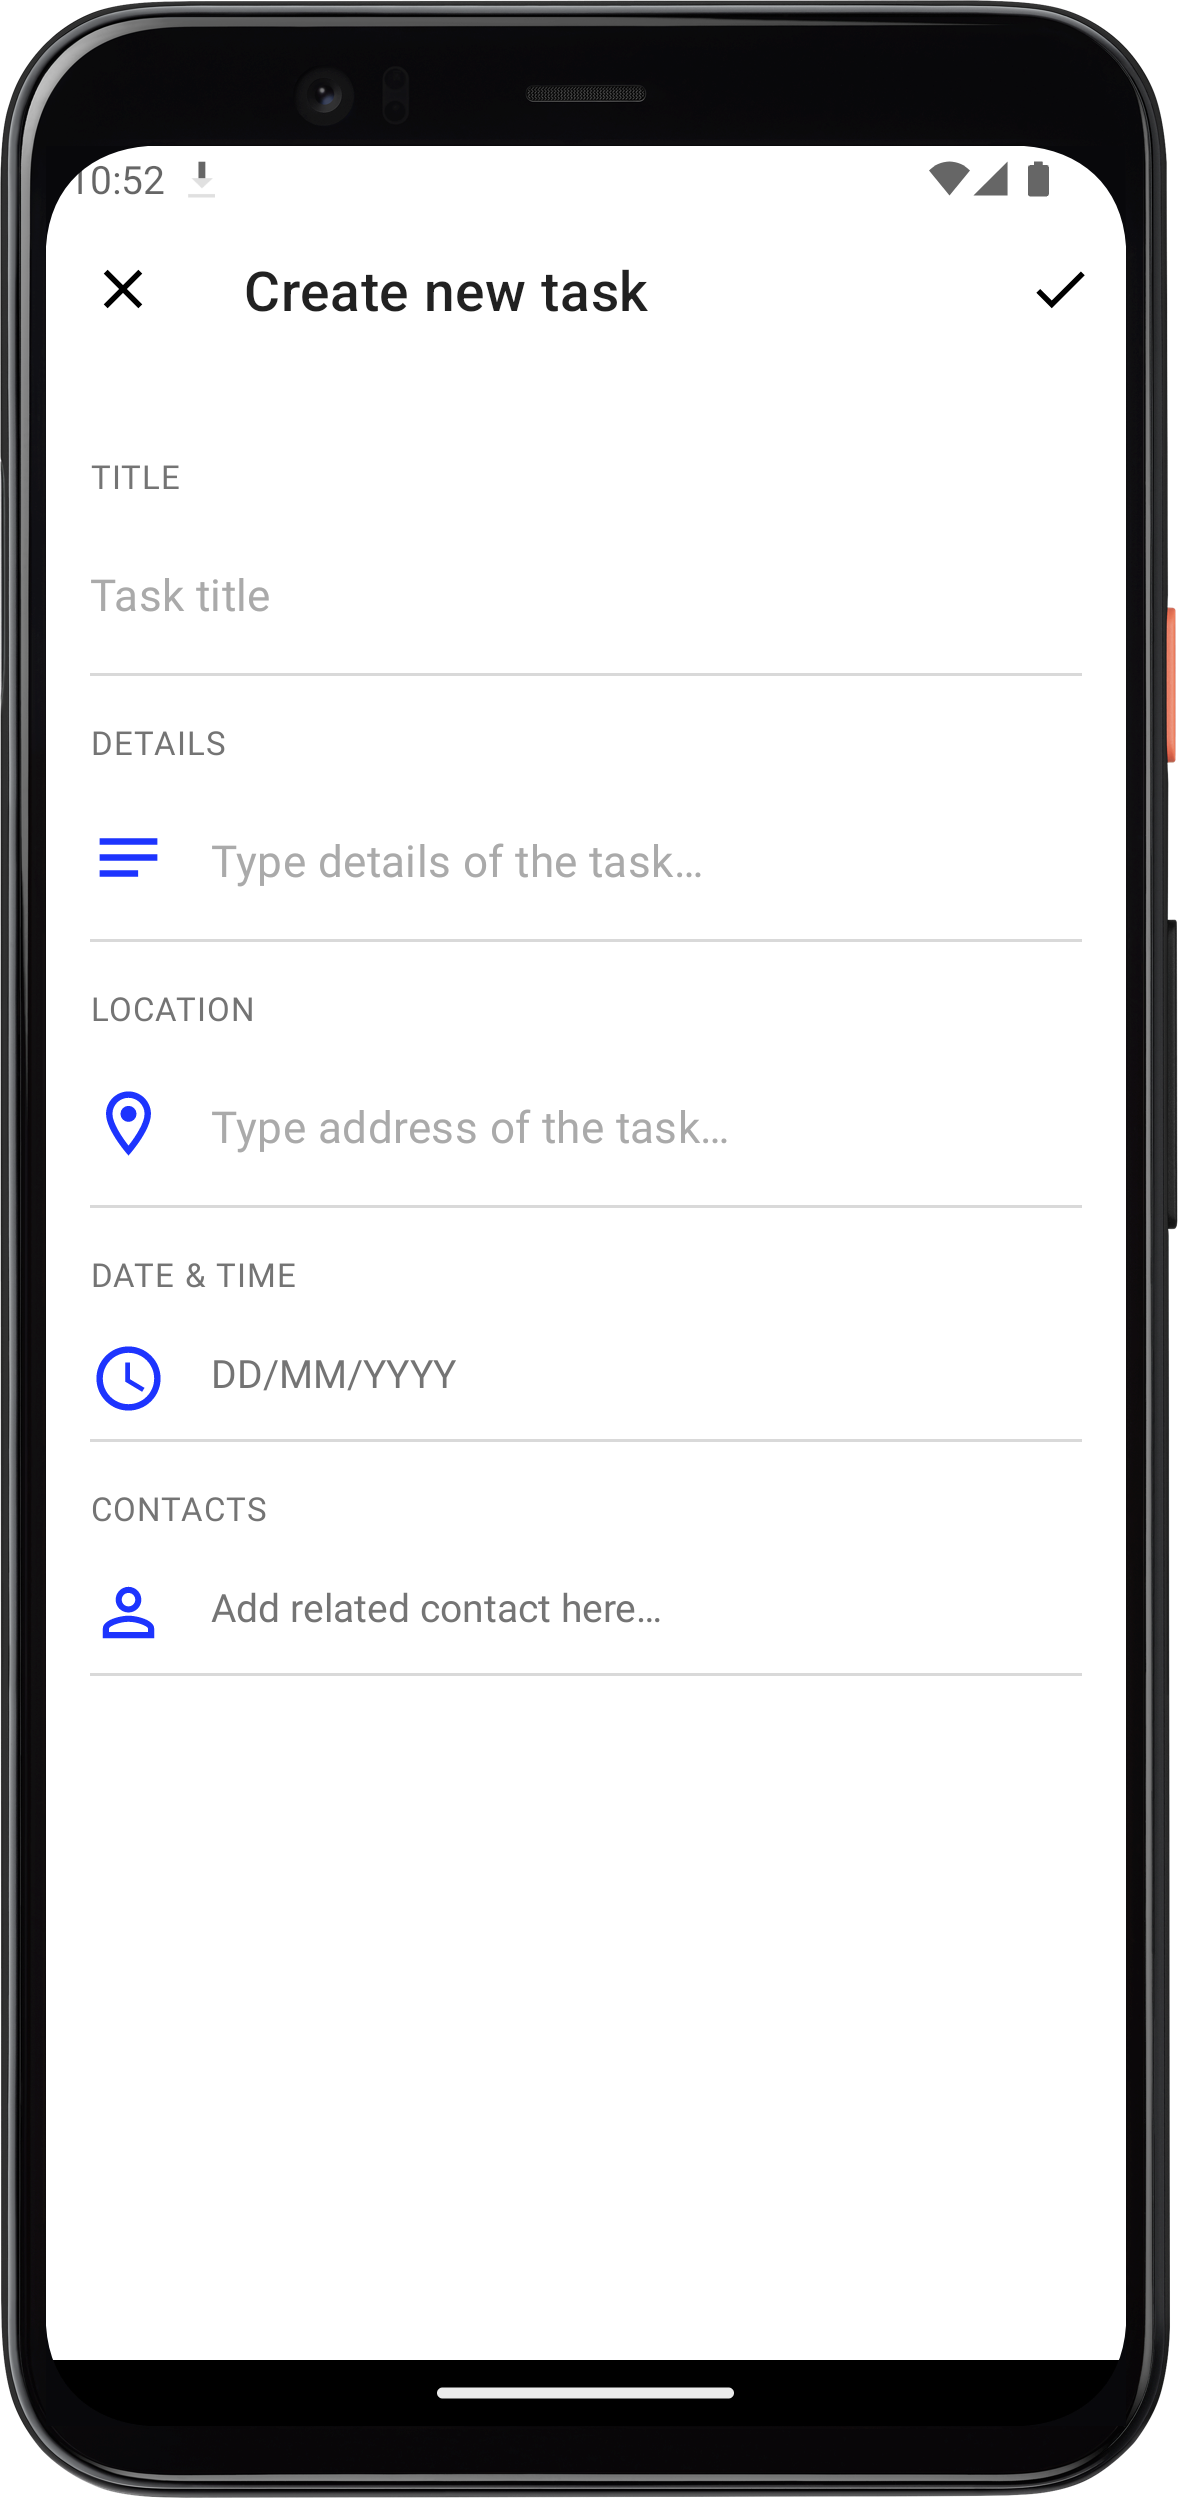 10:52
Create new task
TITLE
Task title
DETAILS
Type details of the task...
LOCATION
Type address of the task...
DATE & TIME
DD/MM/YYYY
CONTACTS
Add related contact here...